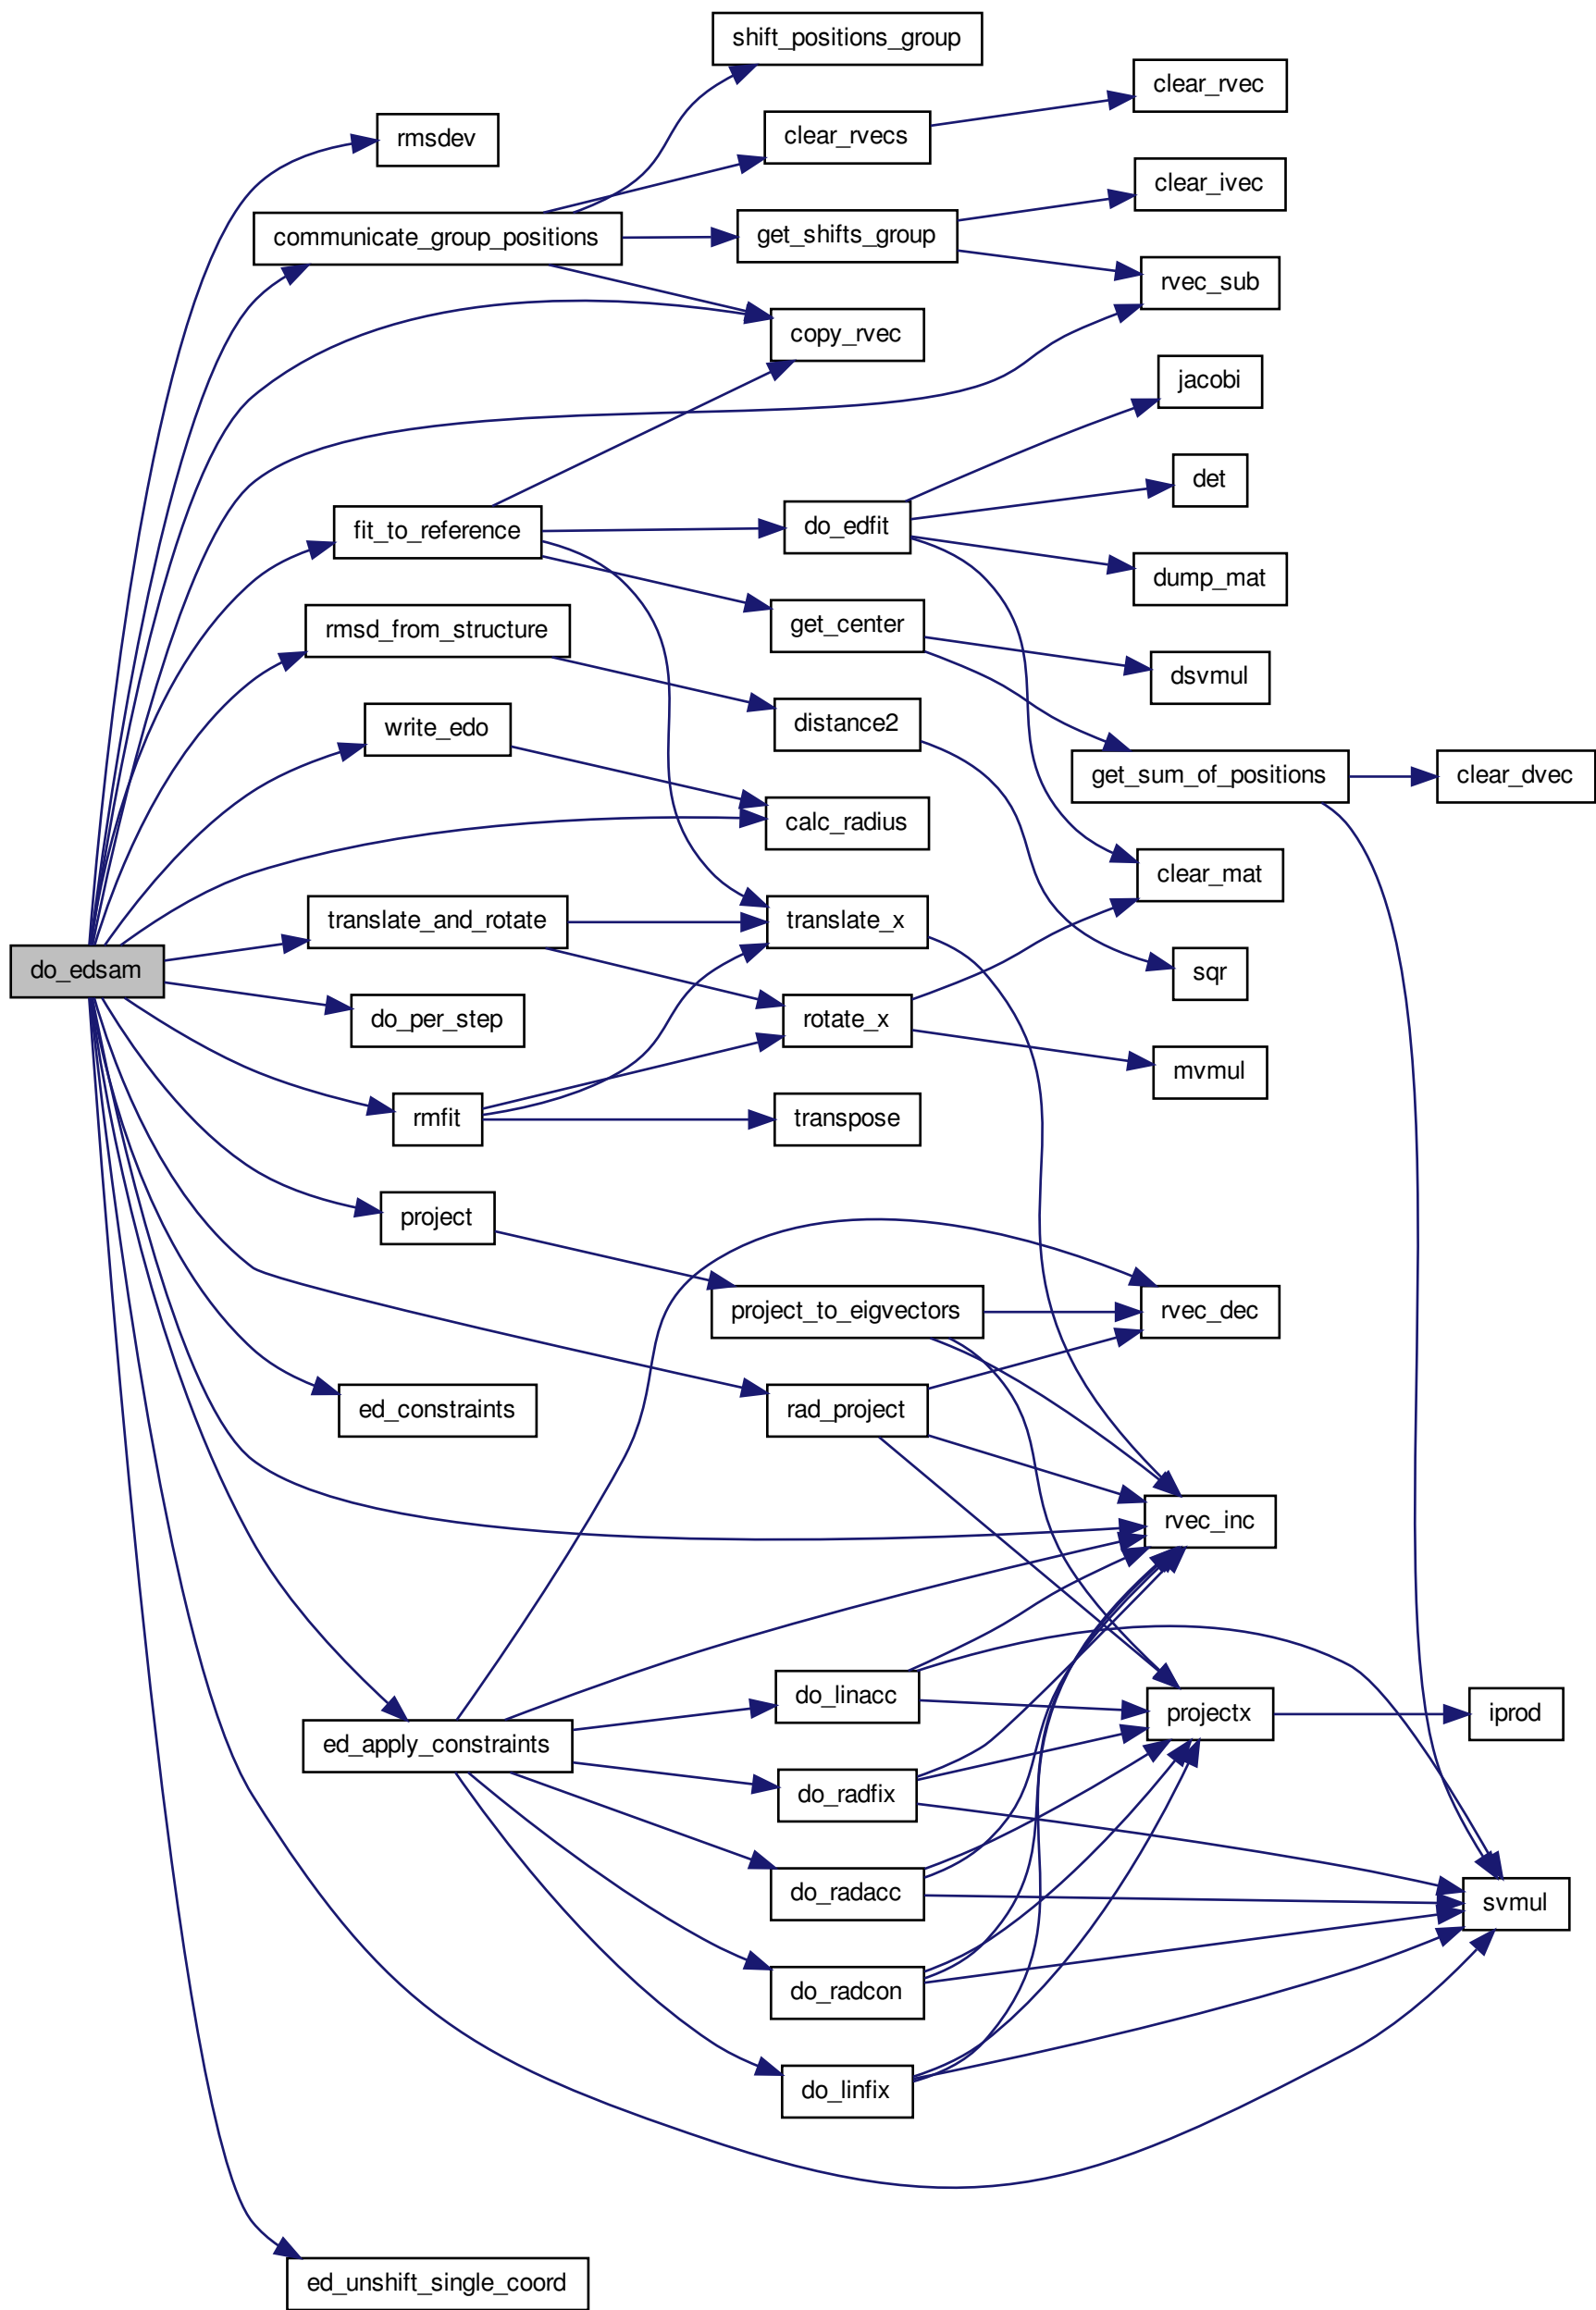 shift_positions_group
clear_rvec
rmsdev
clear_rvecs
clear_ivec
communicate_group_positions
get_shifts_group
rvec_sub
copy_rvec
jacobi
det
fit_to_reference
do_edfit
dump_mat
rmsd_from_structure
get_center
dsvmul
write_edo
distance2
get_sum_of_positions
clear_dvec
calc_radius
clear_mat
translate_and_rotate
translate_x
do_edsam
sqr
do_per_step
rotate_x
mvmul
rmfit
transpose
project
project_to_eigvectors
rvec_dec
ed_constraints
rad_project
rvec_inc
do_linacc
projectx
iprod
ed_apply_constraints
do_radfix
do_radacc
svmul
do_radcon
do_linfix
ed_unshift_single_coord